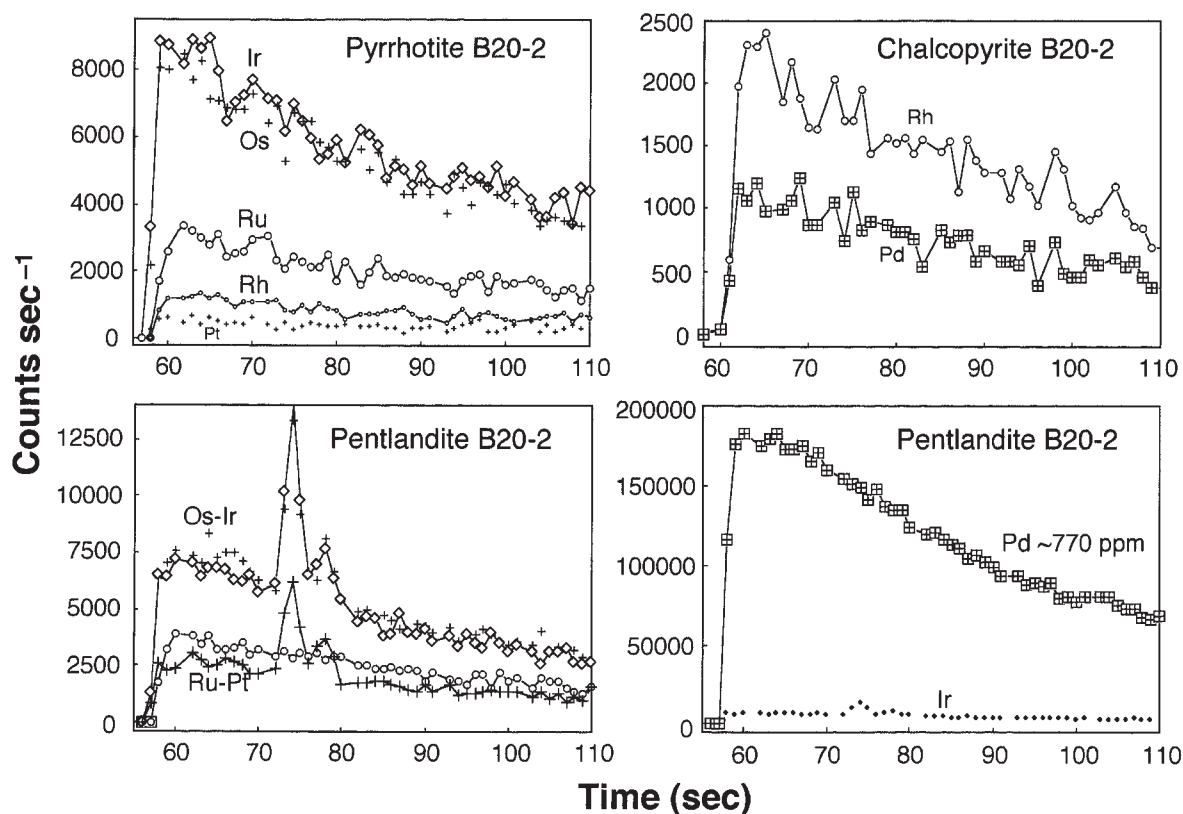 Counts sec⁻¹
Pyrrhotite B20-2
8000
6000
4000
2000
0
Ir
Os
Ru
Rh
Pt
60 70 80 90 100 110
Chalcopyrite B20-2
2500
2000
1500
1000
500
0
Rh
Pd
60 70 80 90 100 110
Pentlandite B20-2
12500
10000
7500
5000
2500
0
Os-Ir
Ru-Pt
60 70 80 90 100 110
Pentlandite B20-2
200000
150000
100000
50000
0
Pd ~770 ppm
Ir
60 70 80 90 100 110
Time (sec)